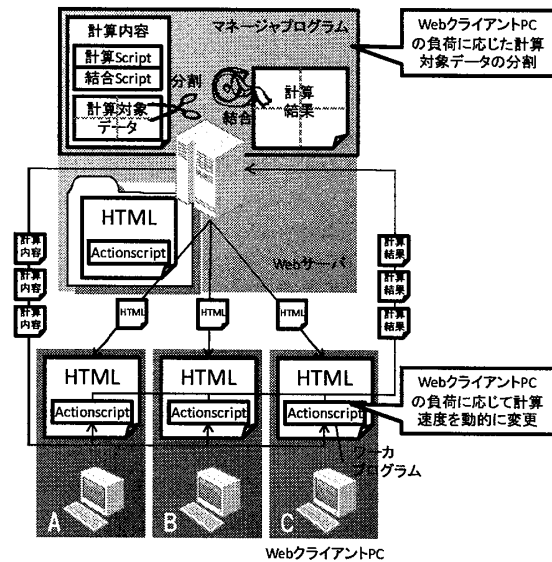 マネージャプログラム
計算内容
計算Script
結合Script
計算対象
データ
分割
結合
計算
結果
WebクライアントPC
の負荷に応じた計算
対象データの分割
HTML
Actionscript
Webサーバ
計算
内容
計算
内容
計算
内容
計算
結果
計算
結果
計算
結果
HTML
HTML
HTML
HTML
Actionscript
HTML
Actionscript
HTML
Actionscript
WebクライアントPC
の負荷に応じて計算
速度を動的に変更
ワーカ
プログラム
A
B
C
WebクライアントPC